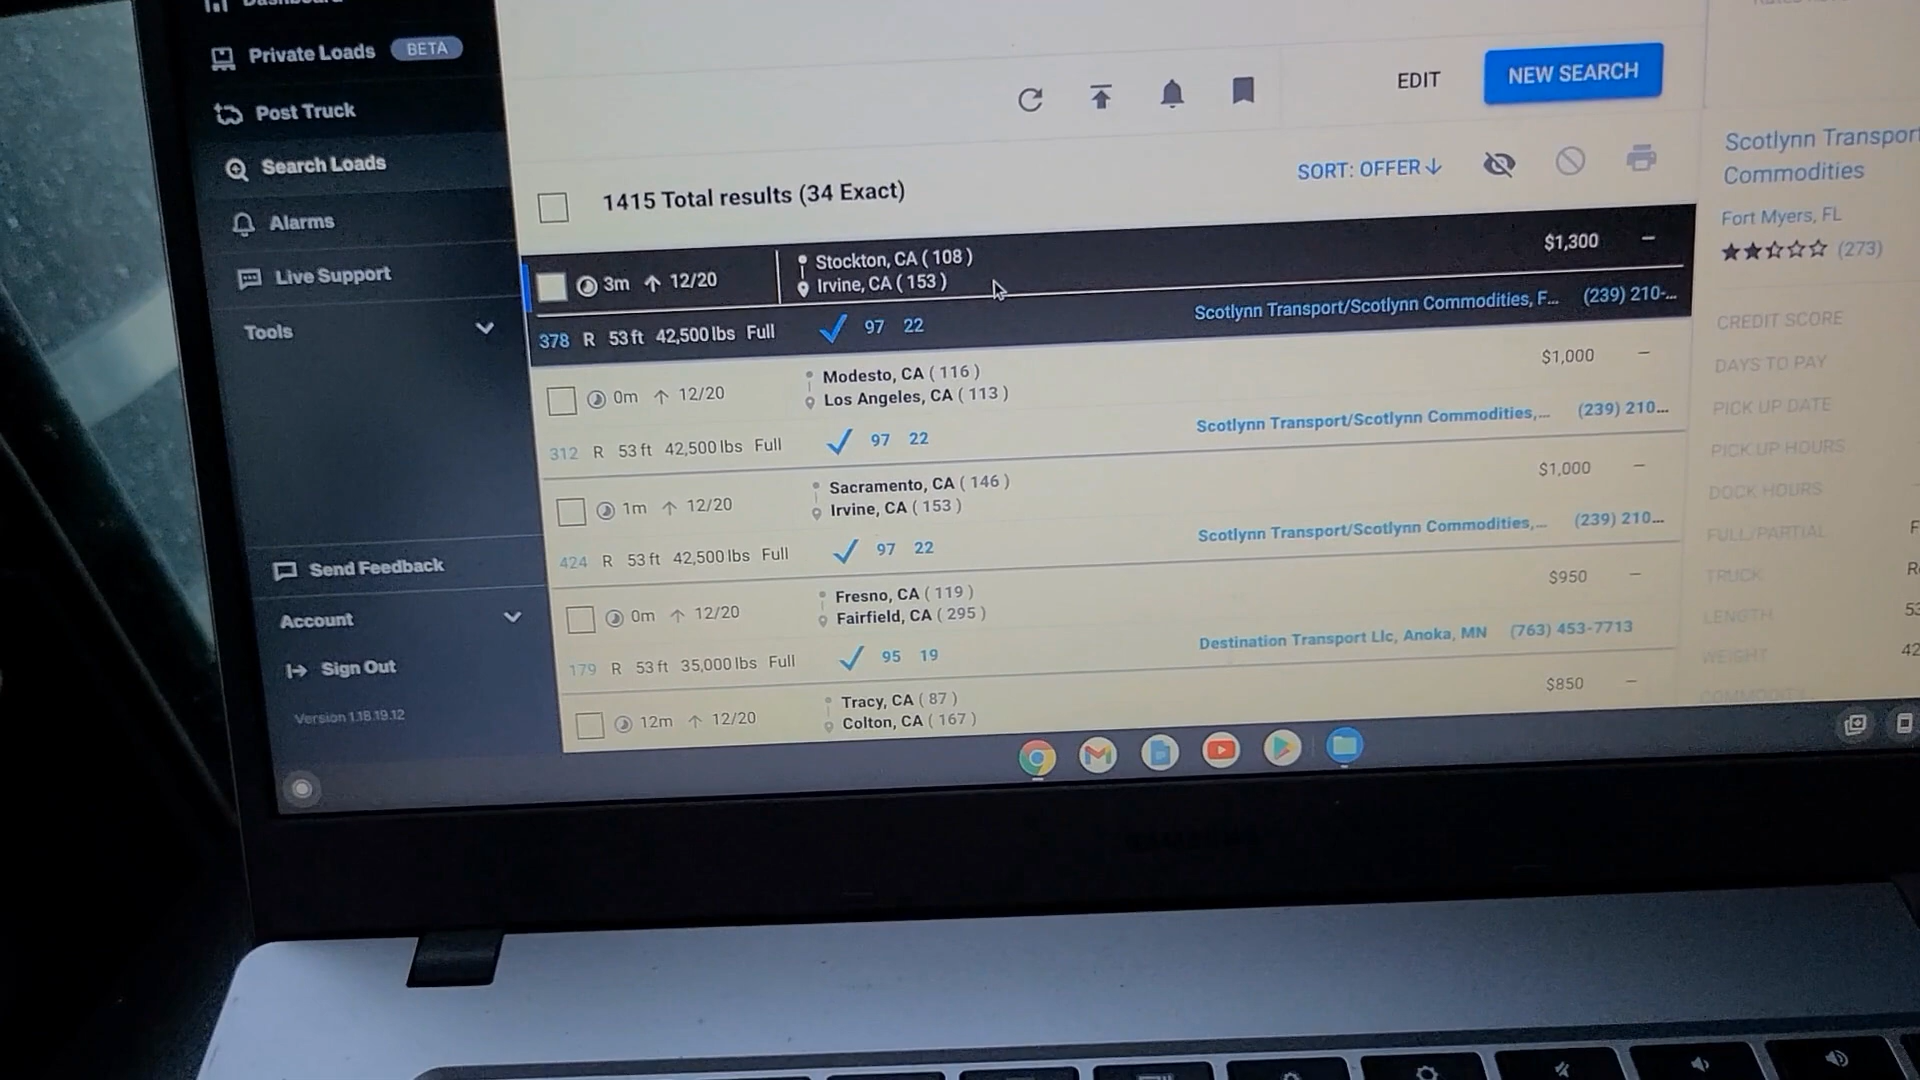 Private Loads BETA
Post Truck
Search Loads
Alarms
Live Support
Tools
Send Feedback
Account
Sign Out
Version 1.18.19.12
EDIT
NEW SEARCH
SORT: OFFER
1415 Total results (34 Exact)
3m 12/20 Stockton, CA ( 108 ) $1,300 –
Irvine, CA ( 153 )
378 R 53 ft 42,500 lbs Full 97 22 Scotlynn Transport/Scotlynn Commodities, F... (239) 210-...
0m 12/20 Modesto, CA ( 116 ) $1,000 –
Los Angeles, CA ( 113 )
312 R 53 ft 42,500 lbs Full 97 22 Scotlynn Transport/Scotlynn Commodities,... (239) 210...
1m 12/20 Sacramento, CA ( 146 ) $1,000 –
Irvine, CA ( 153 )
424 R 53 ft 42,500 lbs Full 97 22 Scotlynn Transport/Scotlynn Commodities,... (239) 210...
0m 12/20 Fresno, CA ( 119 ) $950 –
Fairfield, CA ( 295 )
179 R 53 ft 35,000 lbs Full 95 19 Destination Transport Llc, Anoka, MN (763) 453-7713
12m 12/20 Tracy, CA ( 87 ) $850 –
Colton, CA ( 167 )
Scotlynn Transpor
Commodities
Fort Myers, FL
(273)
CREDIT SCORE
DAYS TO PAY
PICK UP DATE
PICK UP HOURS
DOCK HOURS
FULL/PARTIAL F
TRUCK R
LENGTH 53
WEIGHT 42
COMMODITY